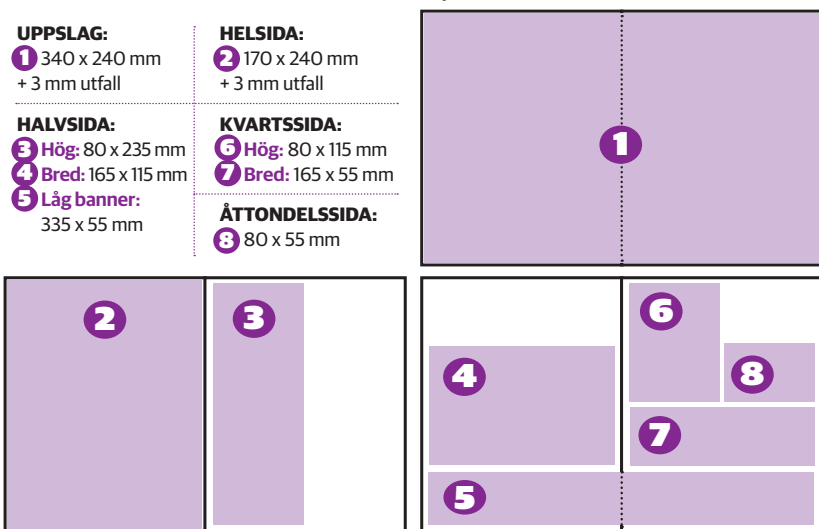 UPPSLAG:
1 340 x 240 mm
+ 3 mm utfall
HELSIDA:
2 170 x 240 mm
+ 3 mm utfall
HALVSIDA:
3 Hög: 80 x 235 mm
4 Bred: 165 x 115 mm
5 Låg banner:
335 x 55 mm
KVARTSSIDA:
6 Hög: 80 x 115 mm
7 Bred: 165 x 55 mm
ÅTTONDELSSIDA:
8 80 x 55 mm
1
2
3
4
5
6
8
7